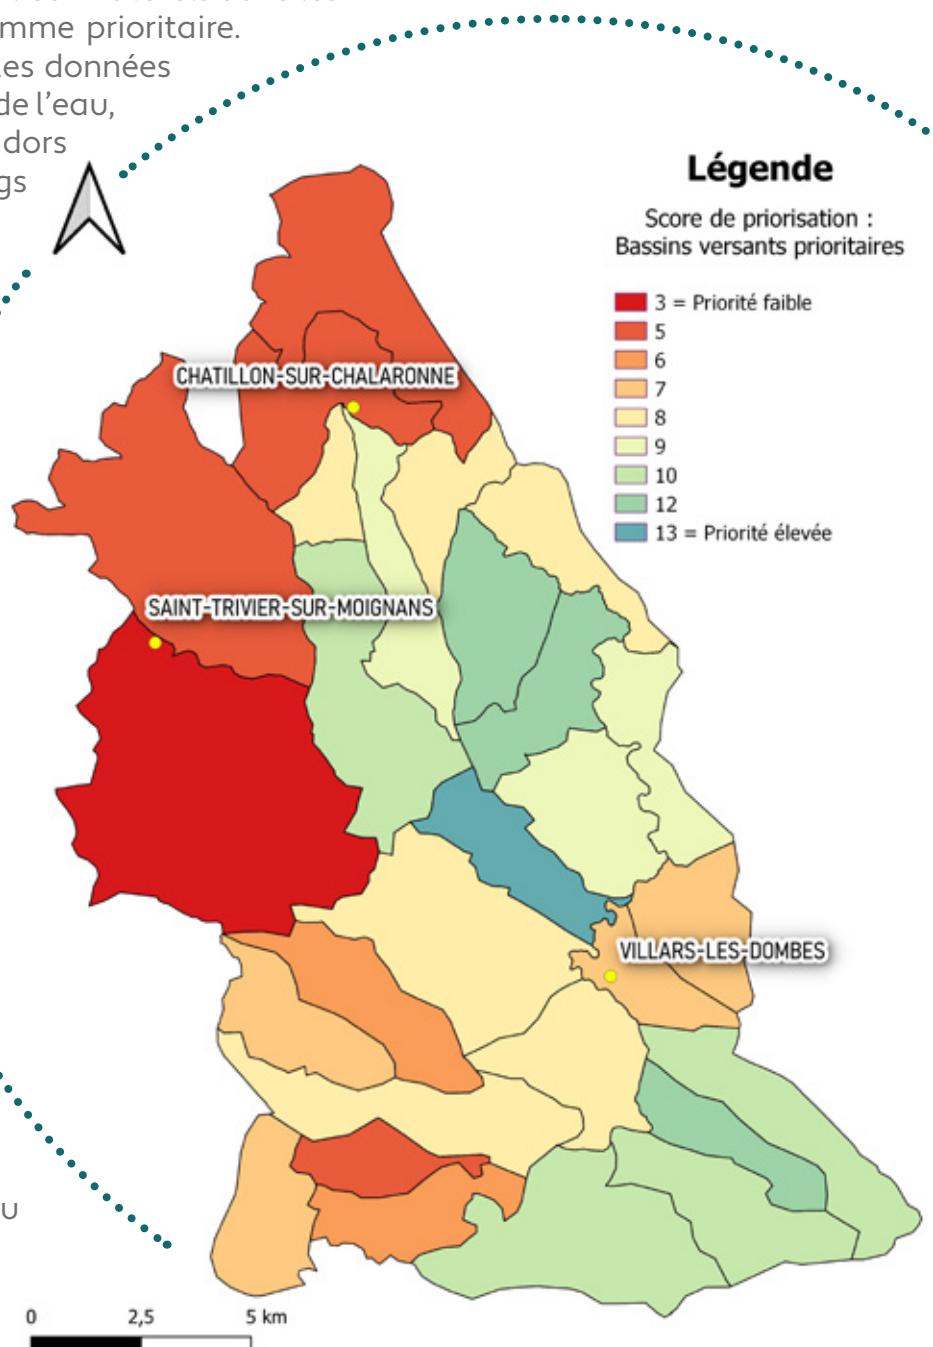 mme prioritaire.
es données
de l'eau,
dors
gs
Légende
Score de priorisation :
Bassins versants prioritaires
3 = Priorité faible
5
6
7
8
9
10
12
13 = Priorité élevée
CHATILLON-SUR-CHALARONNE
SAINT-TRIVIER-SUR-MOIGNANS
VILLARS-LES-DOMBES
u
0 2,5 5 km